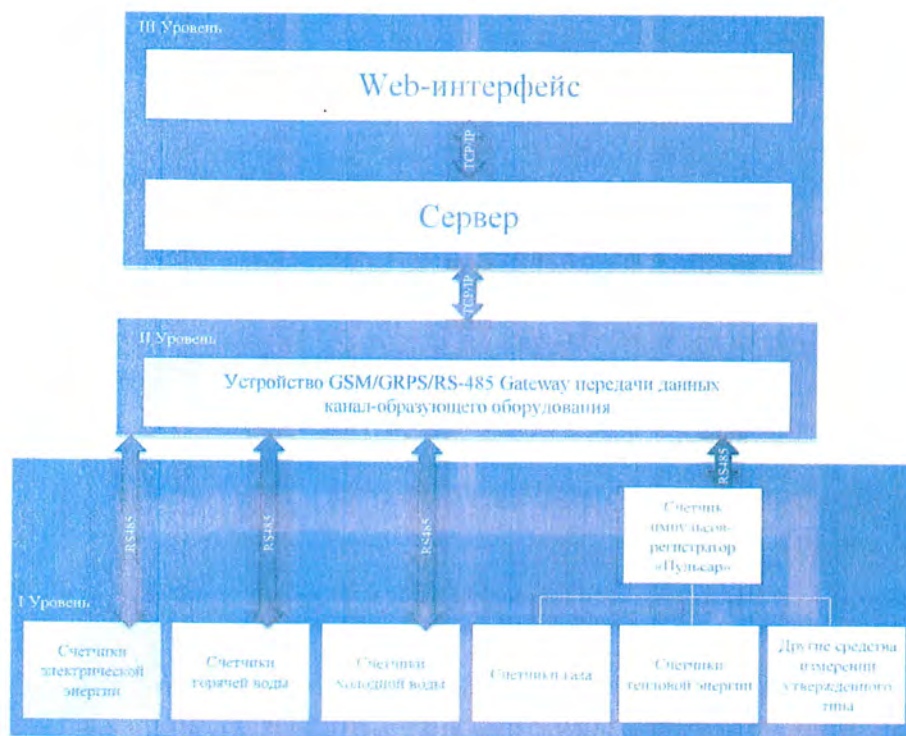 III Уровень
Web-интерфейс
TCP/IP
Сервер
TCP/IP
II Уровень
Устройство GSM/GRPS/RS-485 Gateway передачи данных
канал-образующего оборудования
RS485
RS485
RS485
RS485
Счетчик
импульсов-
регистратор
«Пульсар»
I Уровень
Счетчики
электрической
энергии
Счетчики
горячей воды
Счетчики
холодной воды
Счетчики газа
Счетчики
тепловой энергии
Другие средства
измерении
утвержденного
типа